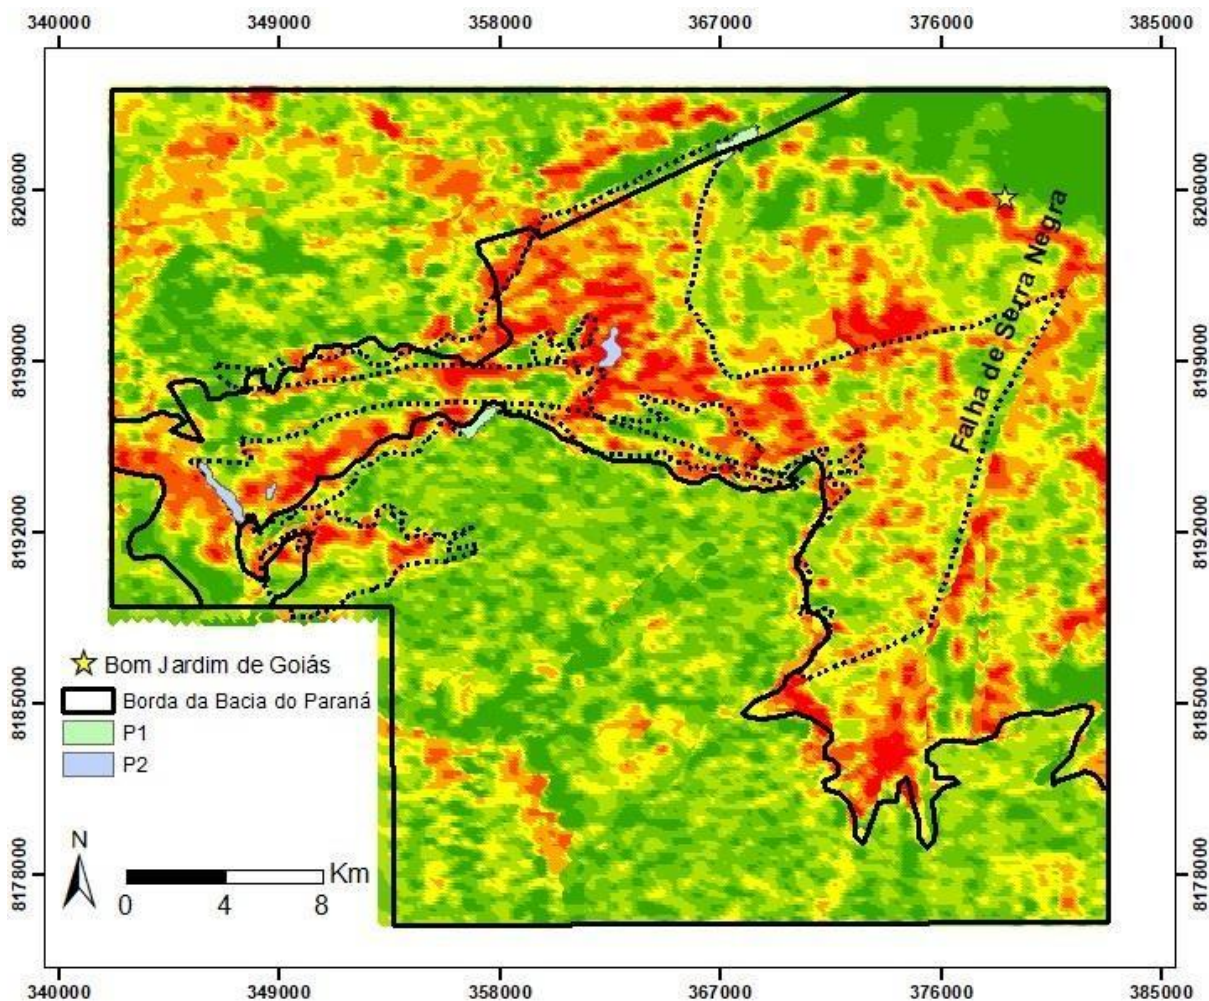 340000 349000 358000 367000 376000 385000
8206000 8206000
8199000 8199000
8192000 8192000
8185000 8185000
8178000 8178000
Falha de Serra Negra
Bom Jardim de Goiás
Borda da Bacia do Paraná
P1
P2
N
Km
0 4 8
340000 349000 358000 367000 376000 385000